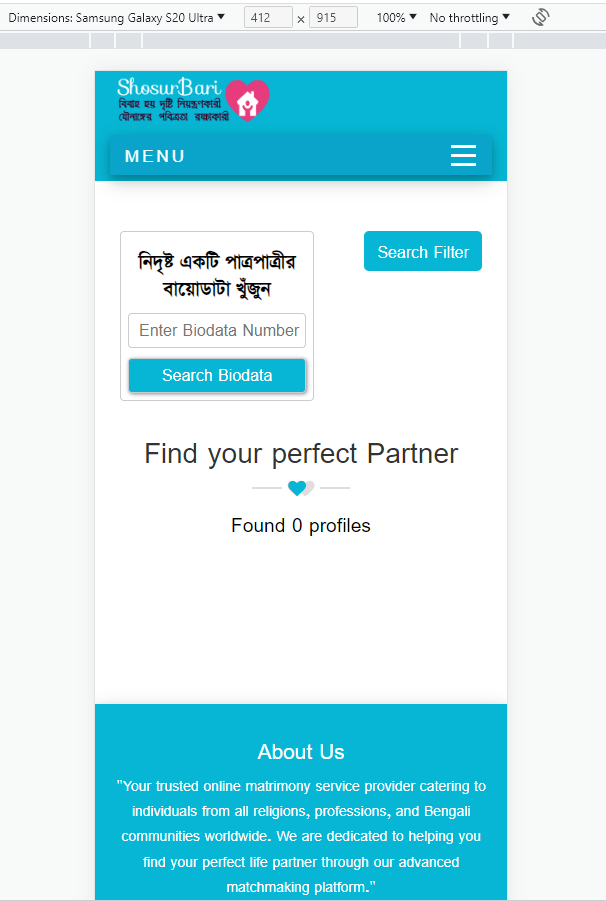 Dimensions: Samsung Galaxy S20 Ultra 412 × 915 100% No throttling
ShosurBari
বিবাহ হয় দৃষ্টি নিয়ন্ত্রণকারী
যৌনাঙ্গের পবিত্রতা রক্ষাকারী
MENU
Search Filter
নিদৃষ্ট একটি পাত্রপাত্রীর
বায়োডাটা খুঁজুন
Enter Biodata Number
Search Biodata
Find your perfect Partner
Found 0 profiles
About Us
"Your trusted online matrimony service provider catering to
individuals from all religions, professions, and Bengali
communities worldwide. We are dedicated to helping you
find your perfect life partner through our advanced
matchmaking platform."